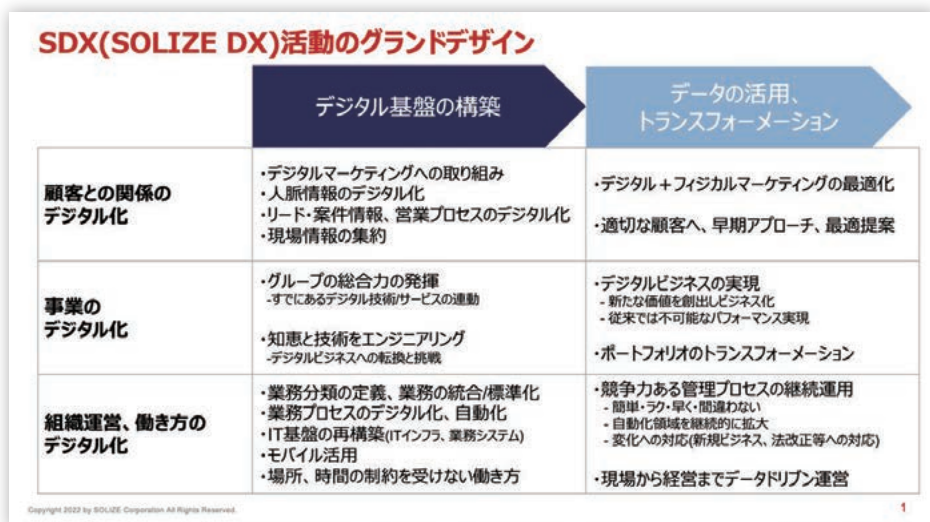 SDX(SOLIZE DX)活動のグランドデザイン
デジタル基盤の構築
データの活用、
トランスフォーメーション
顧客との関係の
デジタル化
・デジタルマーケティングへの取り組み
・人脈情報のデジタル化
・リード・案件情報、営業プロセスのデジタル化
・現場情報の集約
・デジタル＋フィジカルマーケティングの最適化
・適切な顧客へ、早期アプローチ、最適提案
事業の
デジタル化
・グループの総合力の発揮
-すでにあるデジタル技術/サービスの連動
・知恵と技術をエンジニアリング
-デジタルビジネスへの転換と挑戦
・デジタルビジネスの実現
- 新たな価値を創出しビジネス化
- 従来では不可能なパフォーマンス実現
・ポートフォリオのトランスフォーメーション
組織運営、働き方の
デジタル化
・業務分類の定義、業務の統合/標準化
・業務プロセスのデジタル化、自動化
・IT基盤の再構築(ITインフラ、業務システム)
・モバイル活用
・場所、時間の制約を受けない働き方
・競争力ある管理プロセスの継続運用
- 簡単・ラク・早く・間違わない
- 自動化領域を継続的に拡大
- 変化への対応(新規ビジネス、法改正等への対応)
・現場から経営までデータドリブン運営
Copyright 2022 by SOLIZE Corporation All Rights Reserved.
1